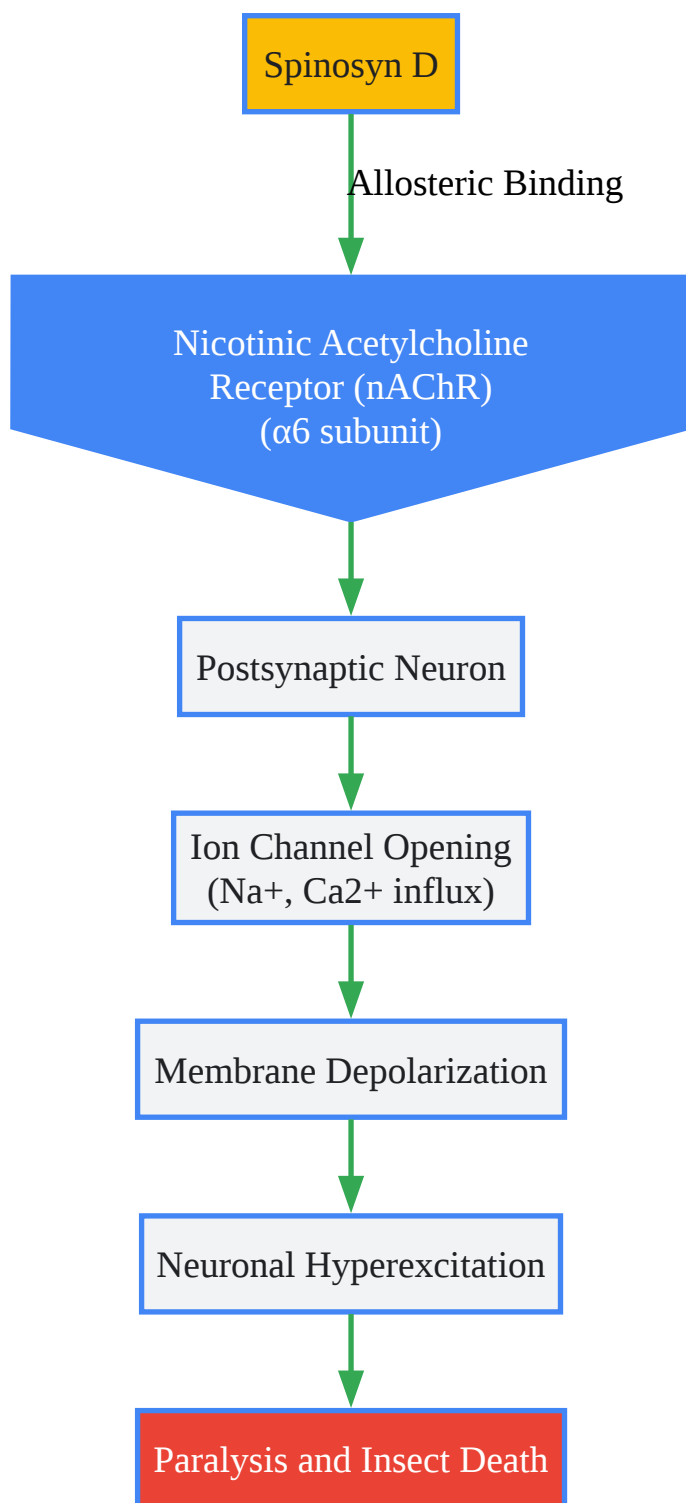 Spinosyn D
Allosteric Binding
Nicotinic Acetylcholine
Receptor (nAChR)
(α6 subunit)
Postsynaptic Neuron
Ion Channel Opening
(Na+, Ca2+ influx)
Membrane Depolarization
Neuronal Hyperexcitation
Paralysis and Insect Death